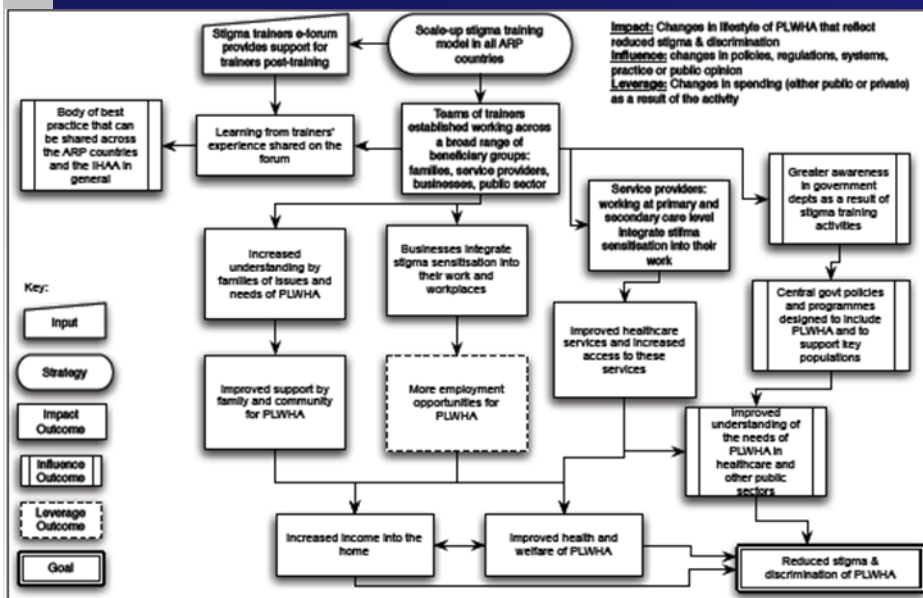 Stigma trainers e-forum
provides support for
trainers post-training
Scale-up stigma training
model in all ARP
countries
Impact: Changes in lifestyle of PLWHA that reflect
reduced stigma & discrimination
Influence: changes in policies, regulations, systems,
practice or public opinion
Leverage: Changes in spending (either public or private)
as a result of the activity
Body of best
practice that can
be shared across
the ARP countries
and the IHAA in
general
Learning from trainers'
experience shared on the
forum
Teams of trainers
established working across
a broad range of
beneficiary groups:
families, service providers,
businesses, public sector
Service providers:
working at primary and
secondary care level
integrate stifma
sensitisation into their
work
Greater awareness
in government
depts as a result of
stigma training
activities
Increased
understanding by
families of issues and
needs of PLWHA
Businesses integrate
stigma sensitisation into
their work and
workplaces
Improved healthcare
services and increased
access to these
services
Central govt policies
and programmes
designed to include
PLWHA and to
support key
populations
Improved support by
family and community
for PLWHA
More employment
opportunities for
PLWHA
Improved
understanding
of the needs of
PLWHA in
healthcare and
other public
sectors
Increased income into the
home
Improved health and
welfare of PLWHA
Reduced stigma &
discrimination of PLWHA
Key:
Input
Strategy
Impact
Outcome
Influence
Outcome
Leverage
Outcome
Goal